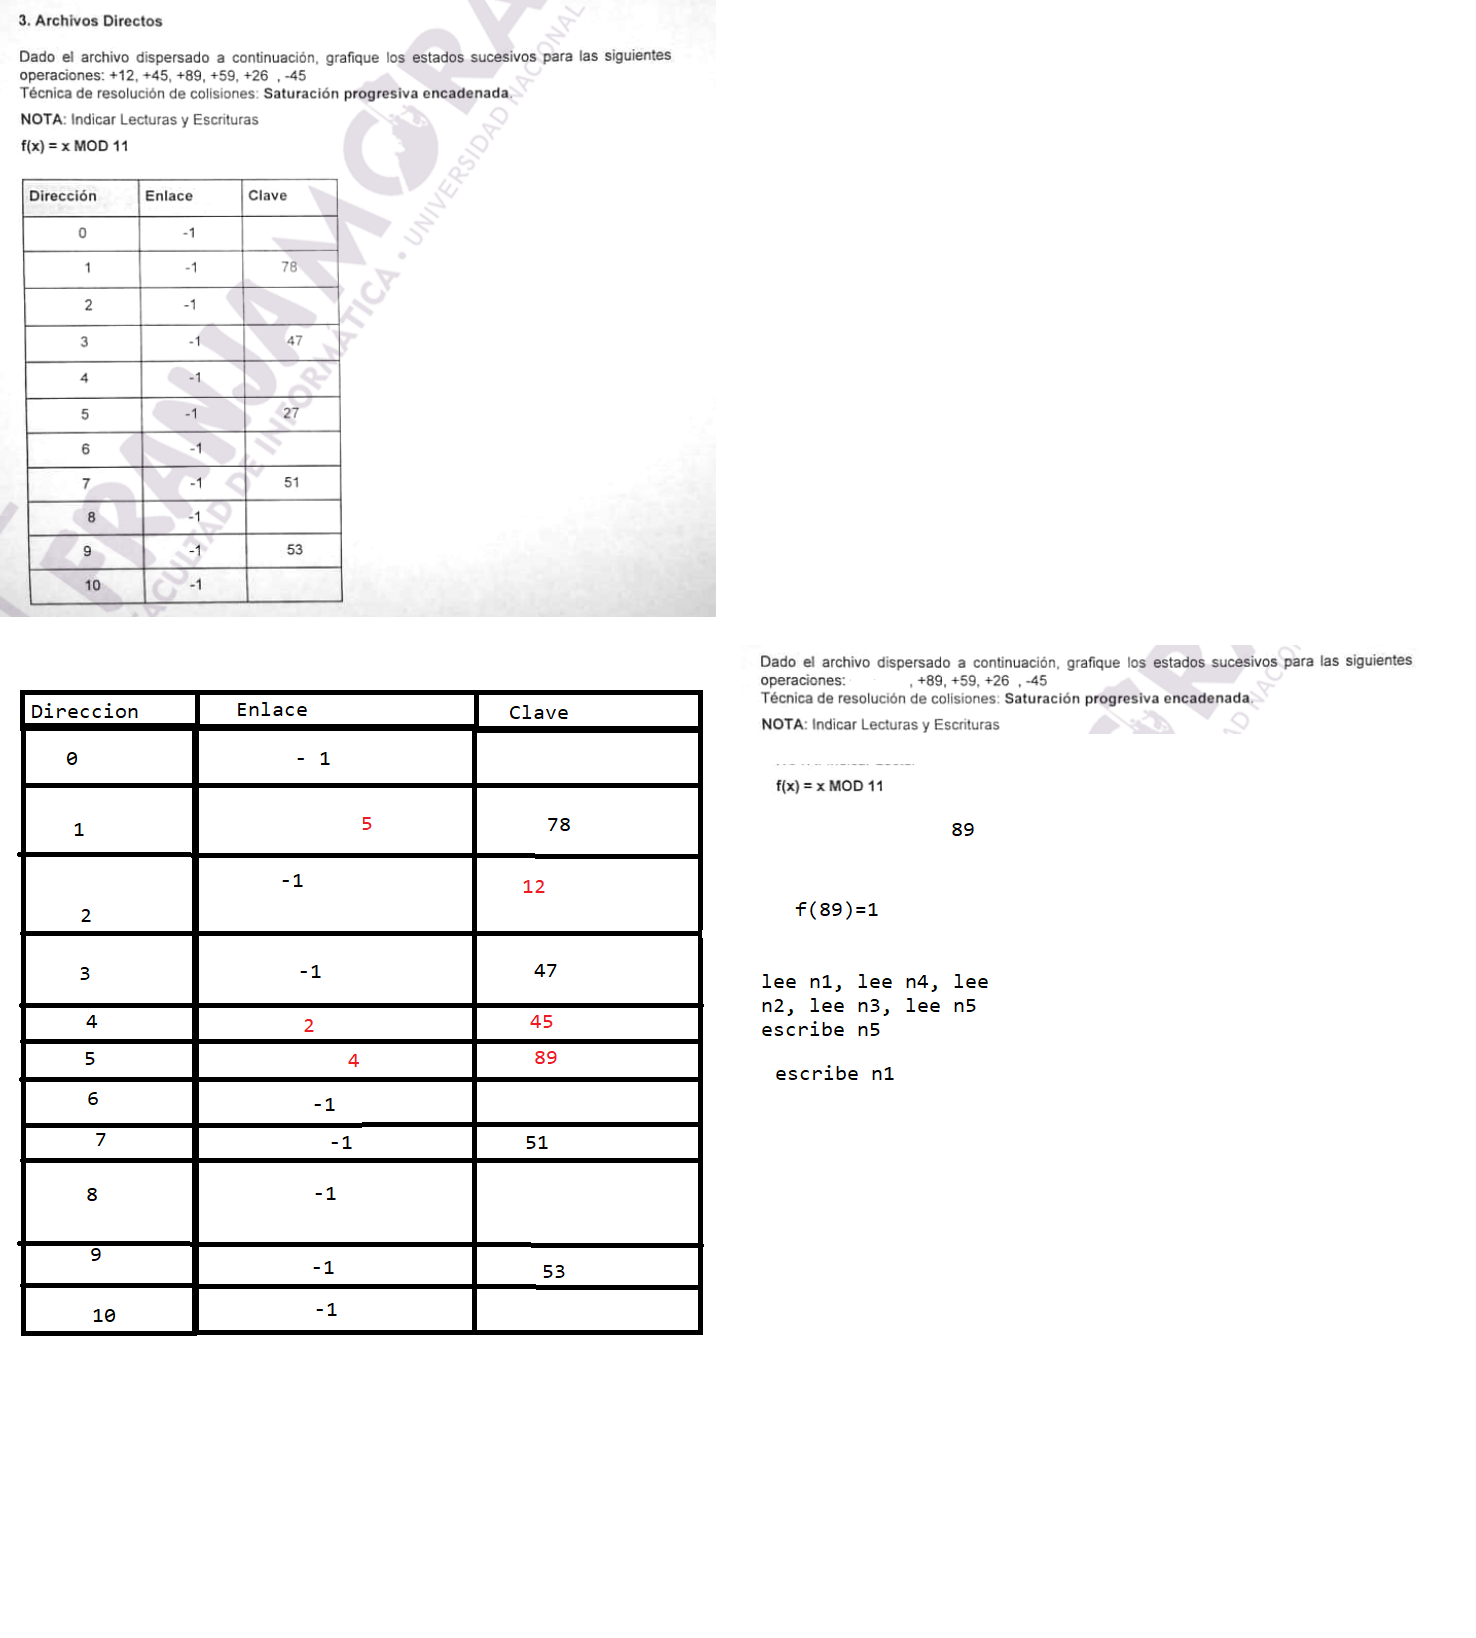 3. Archivos Directos
Dado el archivo dispersado a continuación, grafique los estados sucesivos para las siguientes
operaciones: +12, +45, +89, +59, +26 , -45
Técnica de resolución de colisiones: Saturación progresiva encadenada.
NOTA: Indicar Lecturas y Escrituras
f(x) = x MOD 11
Dirección Enlace Clave
0 -1
1 -1 78
2 -1
3 -1 47
4 -1
5 -1 27
6 -1
7 -1 51
8 -1
9 -1 53
10 -1
FRANJA MORA
FACULTAD DE INFORMÁTICA • UNIVERSIDAD NACIONAL
Direccion Enlace Clave
0 - 1
1 5 78
2 -1 12
3 -1 47
4 2 45
5 4 89
6 -1
7 -1 51
8 -1
9 -1 53
10 -1
Dado el archivo dispersado a continuación, grafique los estados sucesivos para las siguientes
operaciones: , +89, +59, +26 , -45
Técnica de resolución de colisiones: Saturación progresiva encadenada.
NOTA: Indicar Lecturas y Escrituras
f(x) = x MOD 11
89
f(89)=1
lee n1, lee n4, lee
n2, lee n3, lee n5
escribe n5
escribe n1